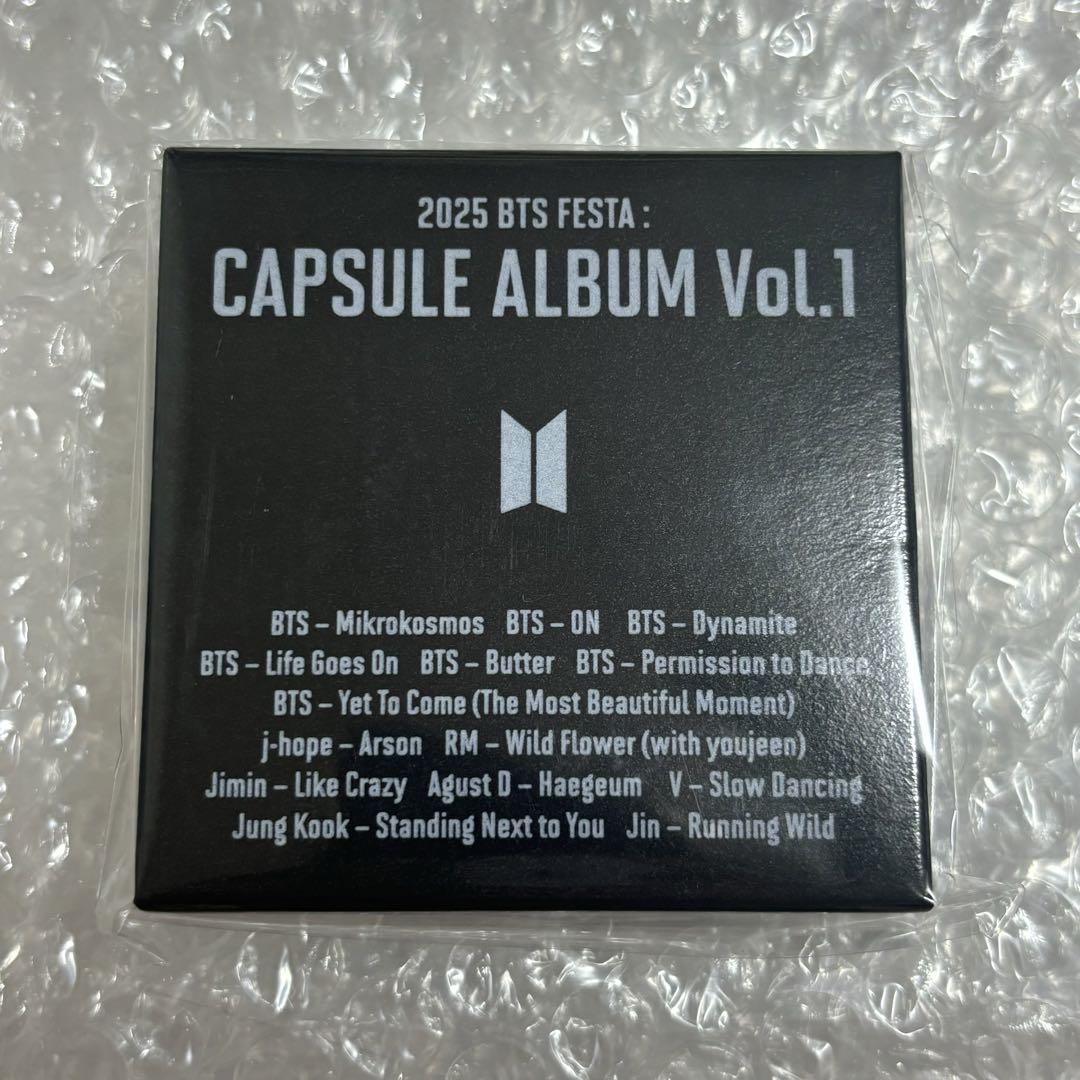 2025 BTS FESTA :
CAPSULE ALBUM Vol.1
BTS – Mikrokosmos BTS – ON BTS – Dynamite
BTS – Life Goes On BTS – Butter BTS – Permission to Dance
BTS – Yet To Come (The Most Beautiful Moment)
j-hope – Arson RM – Wild Flower (with youjeen)
Jimin – Like Crazy Agust D – Haegeum V – Slow Dancing
Jung Kook – Standing Next to You Jin – Running Wild